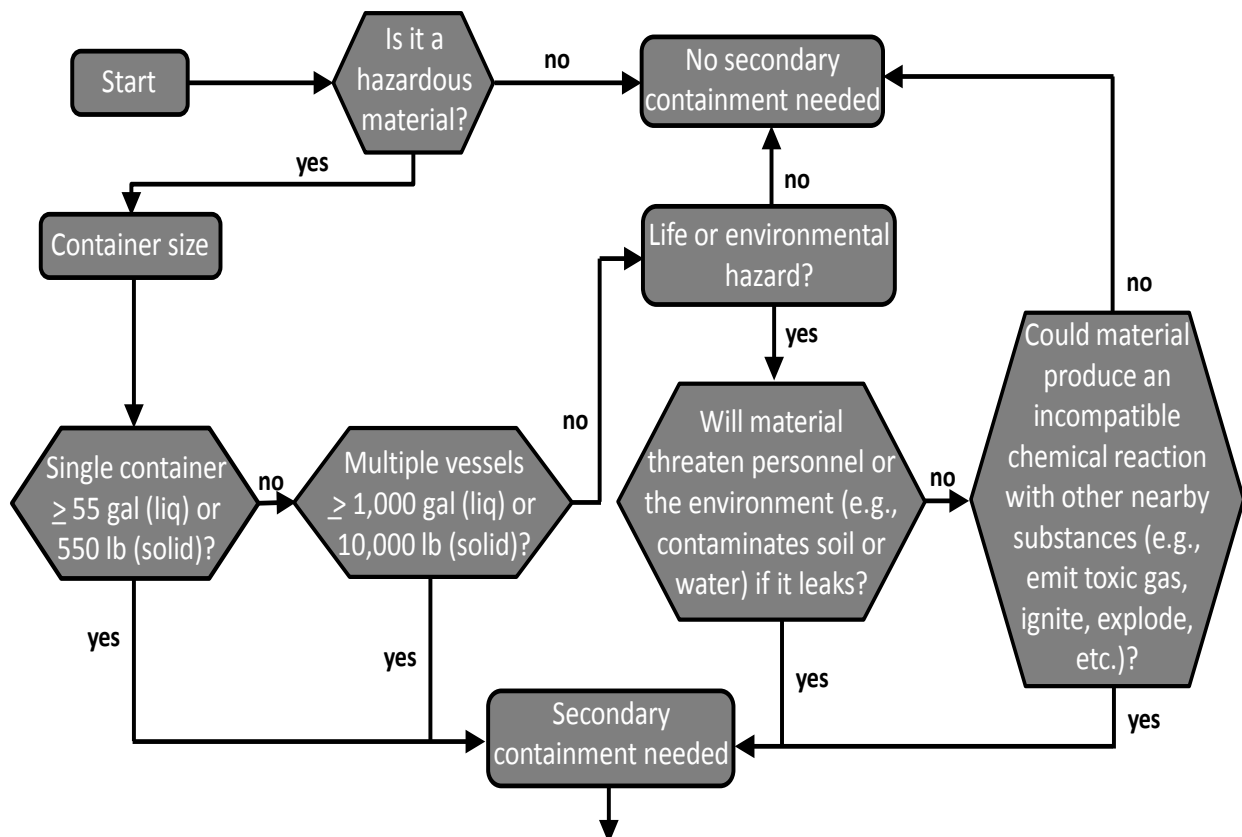 Start
Is it a
hazardous
material?
no
No secondary
containment needed
yes
Container size
no
Life or environmental
hazard?
no
yes
Single container
≥ 55 gal (liq) or
550 lb (solid)?
no
Multiple vessels
≥ 1,000 gal (liq) or
10,000 lb (solid)?
no
Will material
threaten personnel or
the environment (e.g.,
contaminates soil or
water) if it leaks?
no
Could material
produce an
incompatible
chemical reaction
with other nearby
substances (e.g.,
emit toxic gas,
ignite, explode,
etc.)?
yes
yes
yes
yes
Secondary
containment needed